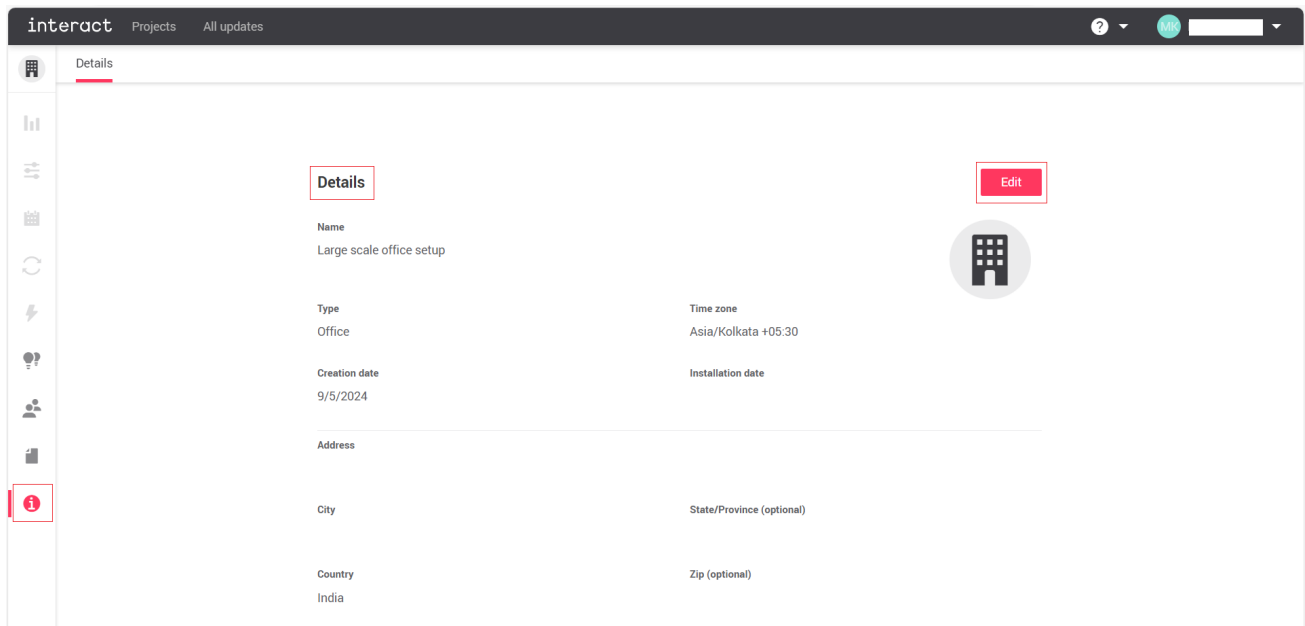 interact Projects All updates ? MK
Details
Details Edit
Name
Large scale office setup
Type Time zone
Office Asia/Kolkata +05:30
Creation date Installation date
9/5/2024
Address
City State/Province (optional)
Country Zip (optional)
India